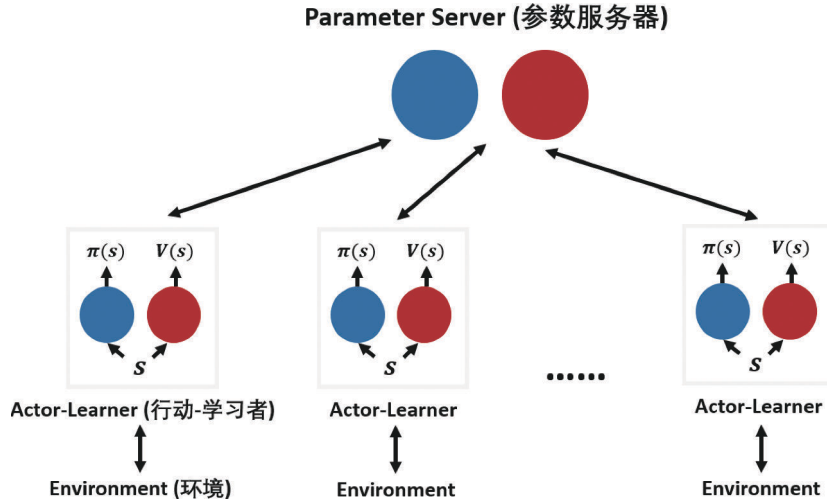 Parameter Server (参数服务器)
π(s) V(s) π(s) V(s) π(s) V(s)
S S S
......
Actor-Learner (行动-学习者) Actor-Learner Actor-Learner
Environment (环境) Environment Environment